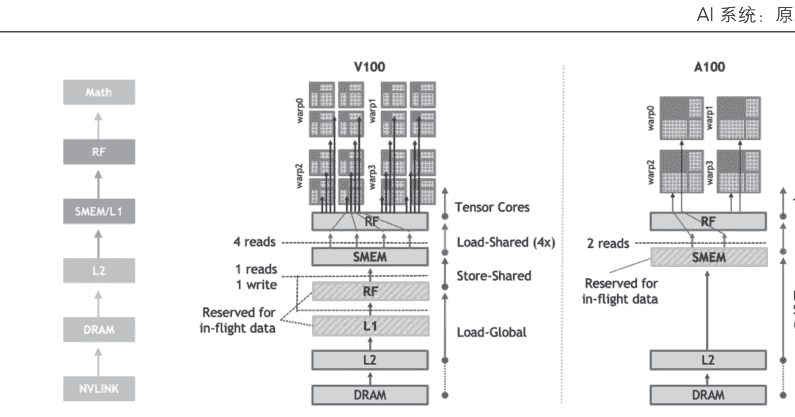 AI 系统：原
Math
RF
SMEM/L1
L2
DRAM
NVLINK
V100
warp0
warp1
warp2
warp3
RF
4 reads
SMEM
1 reads
1 write
RF
Reserved for
in-flight data
L1
L2
DRAM
Tensor Cores
Load-Shared (4x)
Store-Shared
Load-Global
A100
warp0
warp1
warp2
warp3
RF
2 reads
SMEM
Reserved for
in-flight data
L2
DRAM